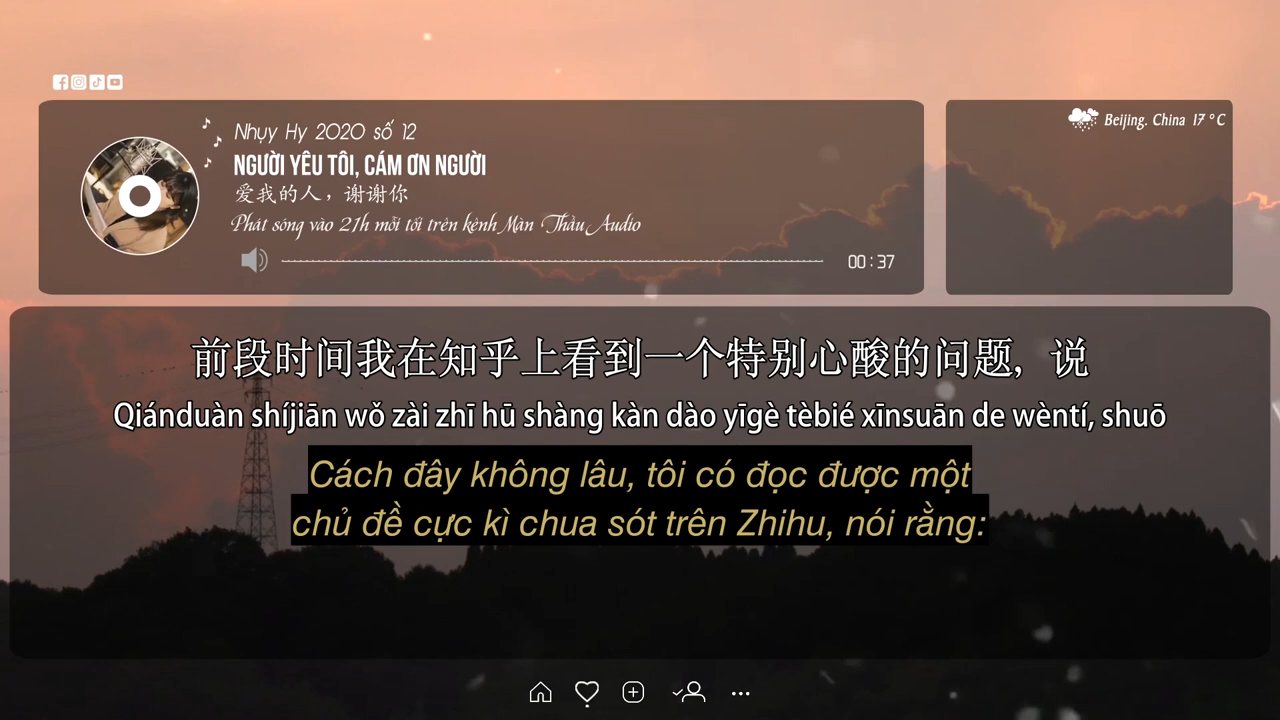 Nhụy Hy 2020 số 12
NGƯỜI YÊU TÔI, CÁM ƠN NGƯỜI
爱我的人，谢谢你
Phát sóng vào 21h mỗi tối trên kênh Màn Thầu Audio
00:37
Beijing. China 17 °C
前段时间我在知乎上看到一个特别心酸的问题，说
Qiánduàn shíjiān wǒ zài zhī hū shàng kàn dào yīgè tèbié xīnsuān de wèntí, shuō
Cách đây không lâu, tôi có đọc được một
chủ đề cực kì chua sót trên Zhihu, nói rằng: